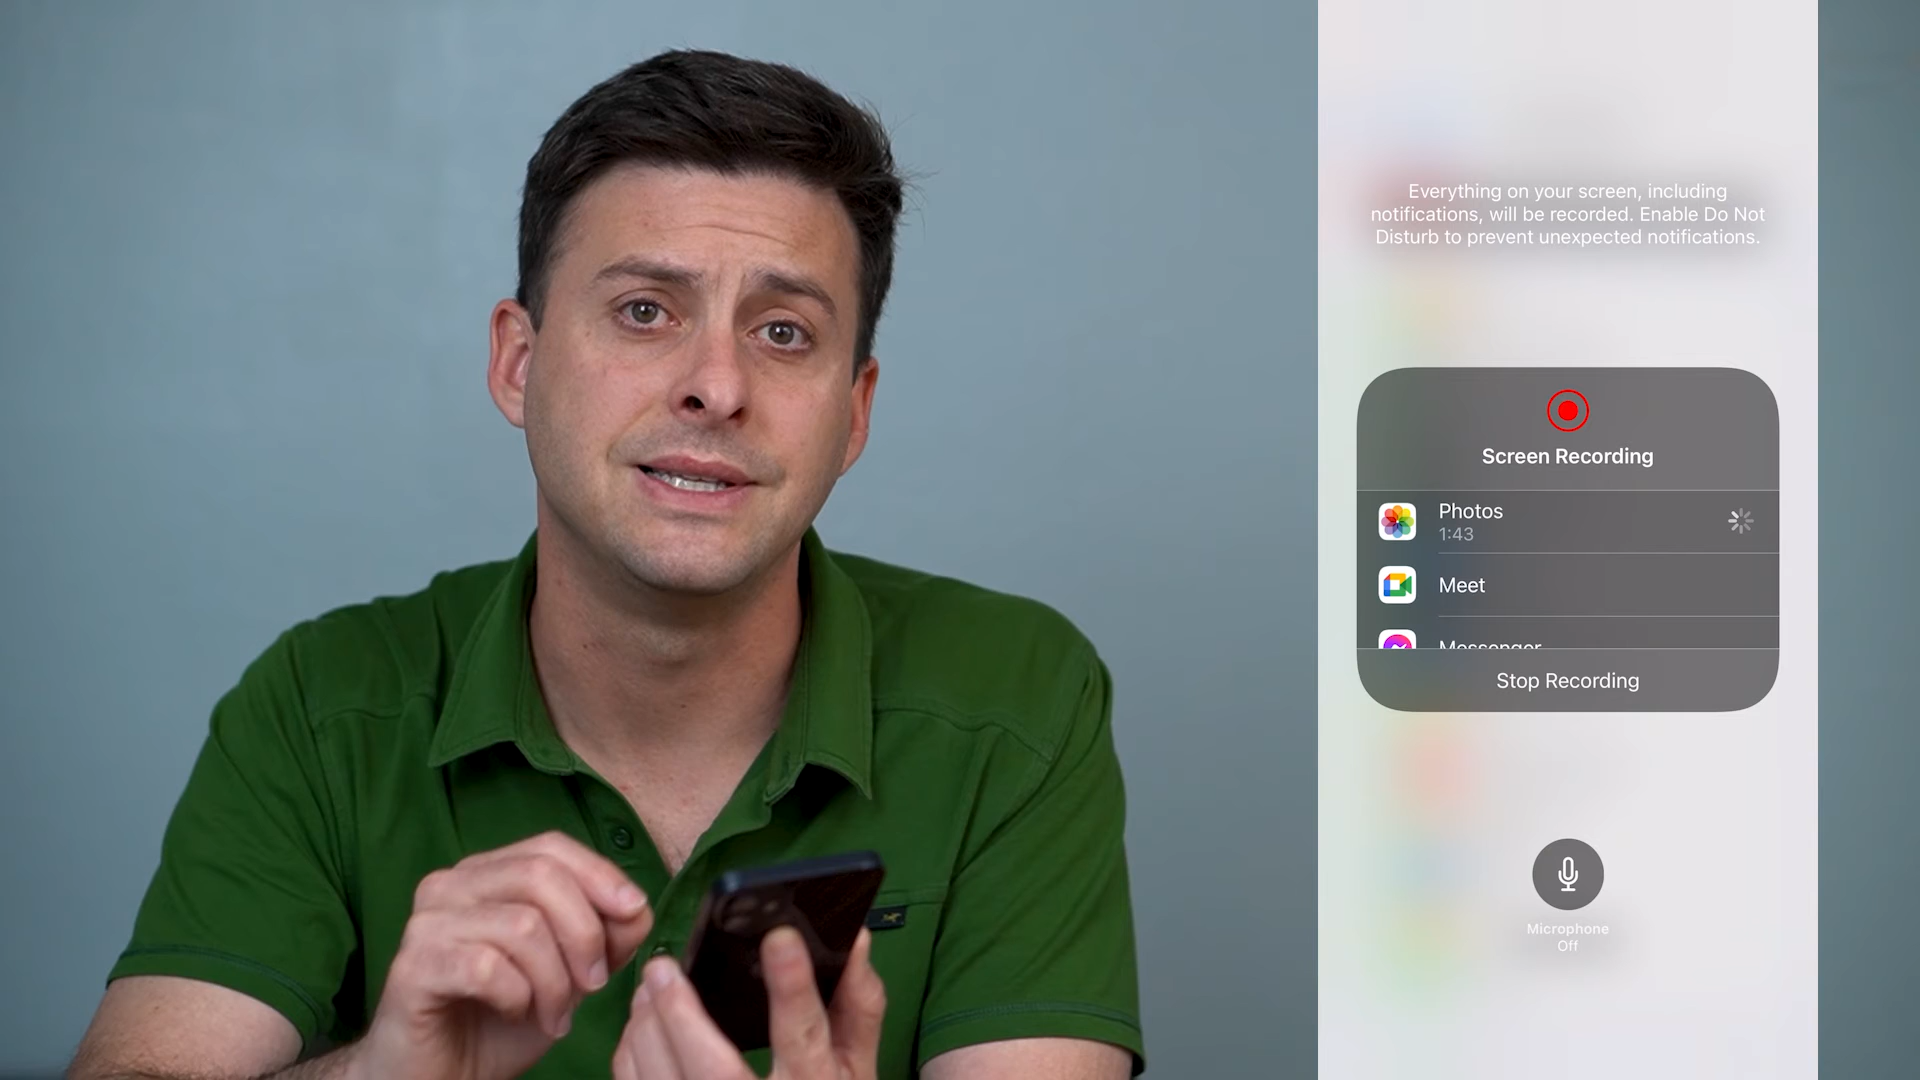 Everything on your screen, including
notifications, will be recorded. Enable Do Not
Disturb to prevent unexpected notifications.
Screen Recording
Photos
1:43
Meet
Messenger
Stop Recording
Microphone
Off